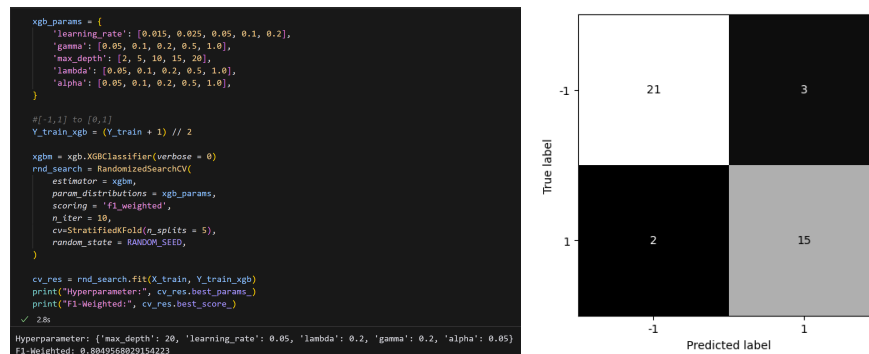 xgb_params = {
'learning_rate': [0.015, 0.025, 0.05, 0.1, 0.2],
'gamma': [0.05, 0.1, 0.2, 0.5, 1.0],
'max_depth': [2, 5, 10, 15, 20],
'lambda': [0.05, 0.1, 0.2, 0.5, 1.0],
'alpha': [0.05, 0.1, 0.2, 0.5, 1.0],
}
#[-1,1] to [0,1]
Y_train_xgb = (Y_train + 1) // 2
xgbm = xgb.XGBClassifier(verbose = 0)
rnd_search = RandomizedSearchCV(
estimator = xgbm,
param_distributions = xgb_params,
scoring = 'f1_weighted',
n_iter = 10,
cv=StratifiedKFold(n_splits = 5),
random_state = RANDOM_SEED,
)
cv_res = rnd_search.fit(X_train, Y_train_xgb)
print("Hyperparameter:", cv_res.best_params_)
print("F1-Weighted:", cv_res.best_score_)
✓ 2.8s
Hyperparameter: {'max_depth': 20, 'learning_rate': 0.05, 'lambda': 0.2, 'gamma': 0.2, 'alpha': 0.05}
F1-Weighted: 0.8049568029154223
True label
-1
21
3
1
2
15
-1
1
Predicted label